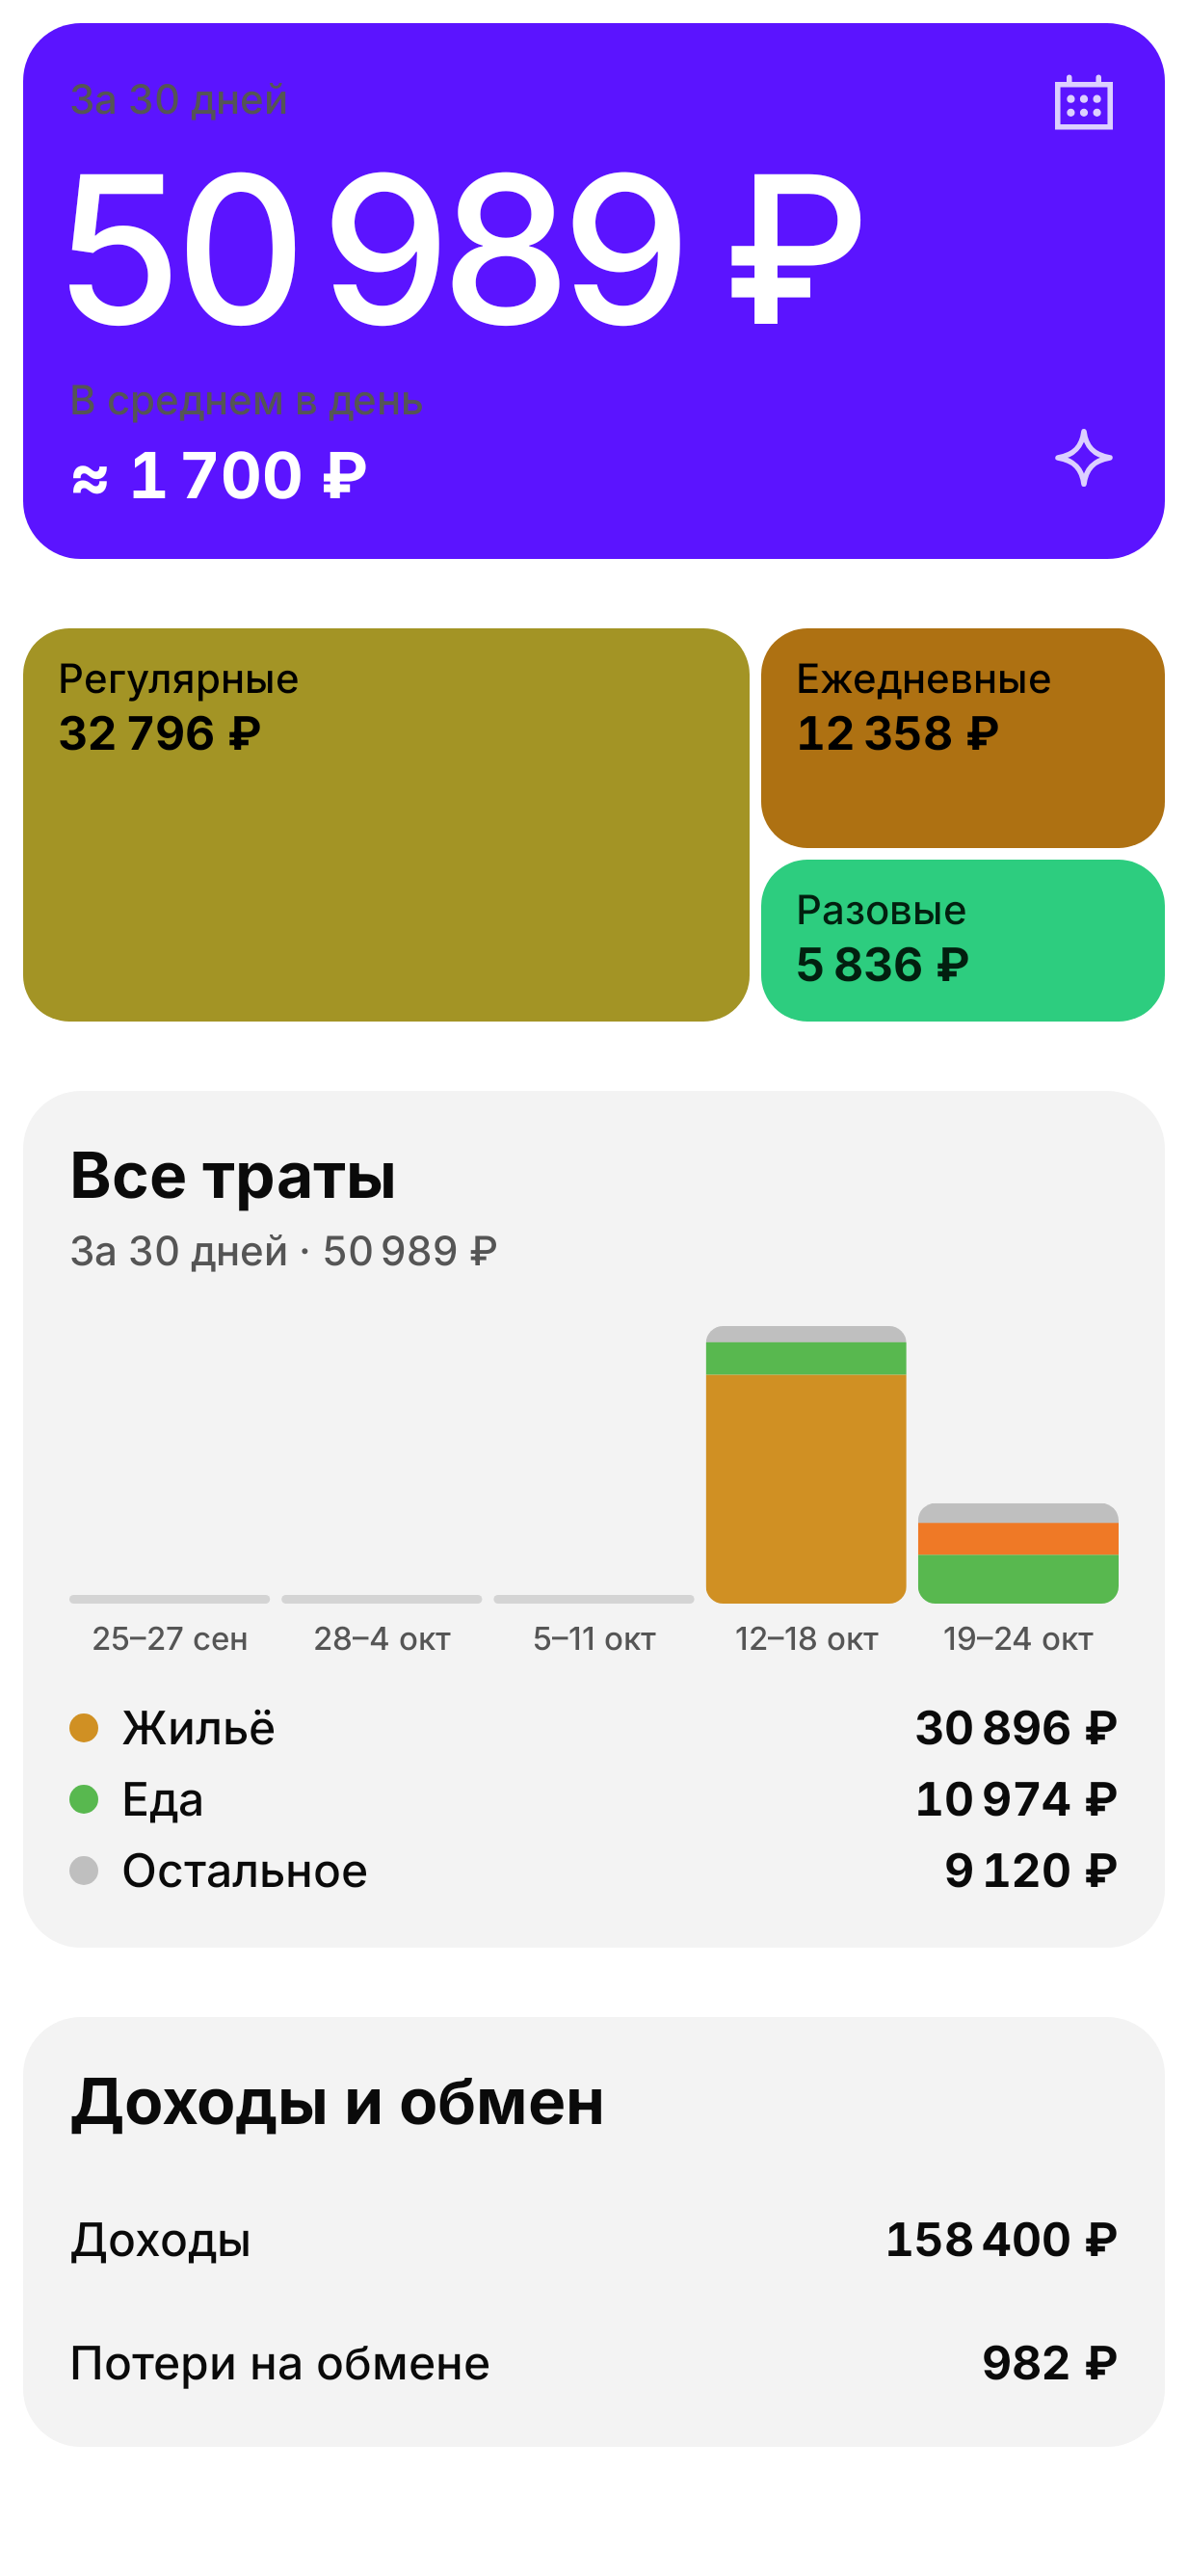 За 30 дней
50 989 ₽
В среднем в день
≈ 1 700 ₽
Регулярные
32 796 ₽
Ежедневные
12 358 ₽
Разовые
5 836 ₽
Все траты
За 30 дней · 50 989 ₽
25–27 сен
28–4 окт
5–11 окт
12–18 окт
19–24 окт
Жильё 30 896 ₽
Еда 10 974 ₽
Остальное 9 120 ₽
Доходы и обмен
Доходы 158 400 ₽
Потери на обмене 982 ₽